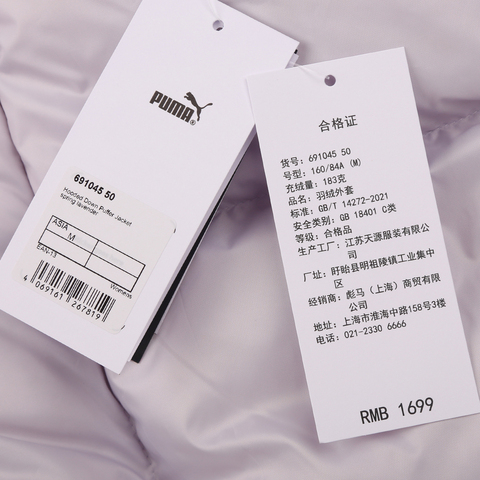 PUMA
691045 50
Hooded Down Puffer Jacket
spring lavender
ASIA
M
EAN-13
Womens
4 069161 267819
合格证
货号：691045 50
号型：160/84A (M)
充绒量：183克
品名：羽绒外套
标准：GB/T 14272-2021
安全类别：GB 18401 C类
等级：合格品
生产工厂：江苏天源服装有限公司
厂址：盱眙县明祖陵镇工业集中区
经销商：彪马（上海）商贸有限公司
地址：上海市淮海中路158号3楼
电话：021-2330 6666
RMB 1699